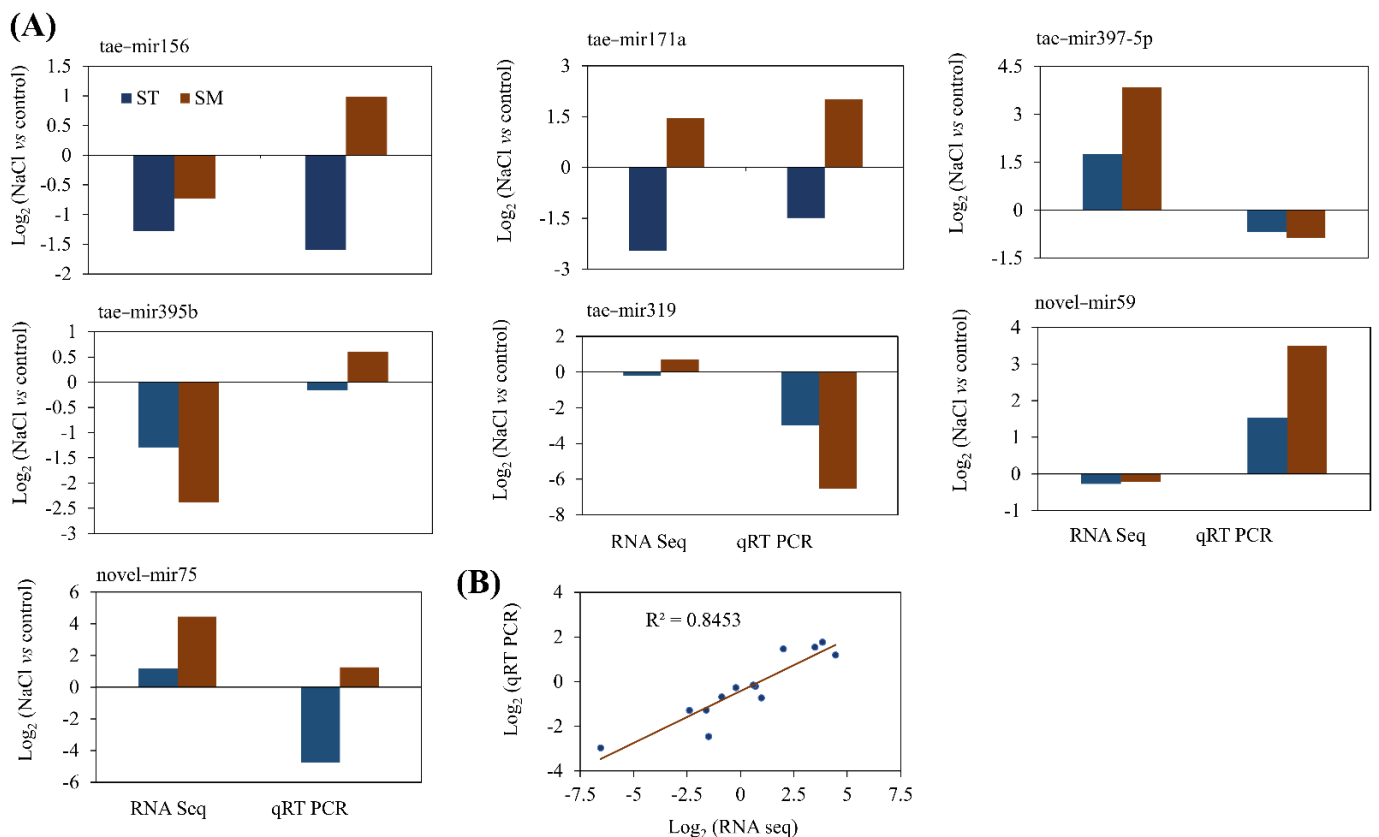 (A)
tae-mir156
Log2 (NaCl vs control)
1.5
1
0.5
0
-0.5
-1
-1.5
-2
ST SM
tae-mir171a
Log2 (NaCl vs control)
3
1.5
0
-1.5
-3
tac-mir397-5p
Log2 (NaCl vs control)
4.5
3
1.5
0
-1.5
tae-mir395b
Log2 (NaCl vs control)
1
0.5
0
-0.5
-1
-1.5
-2
-2.5
-3
tac-mir319
Log2 (NaCl vs control)
2
0
-2
-4
-6
-8
RNA Seq qRT PCR
novel-mir59
Log2 (NaCl vs control)
4
3
2
1
0
-1
RNA Seq qRT PCR
novel-mir75
Log2 (NaCl vs control)
6
4
2
0
-2
-4
-6
RNA Seq qRT PCR
(B)
Log2 (qRT PCR)
4
2
0
-2
-4
R² = 0.8453
-7.5 -5 -2.5 0 2.5 5 7.5
Log2 (RNA seq)